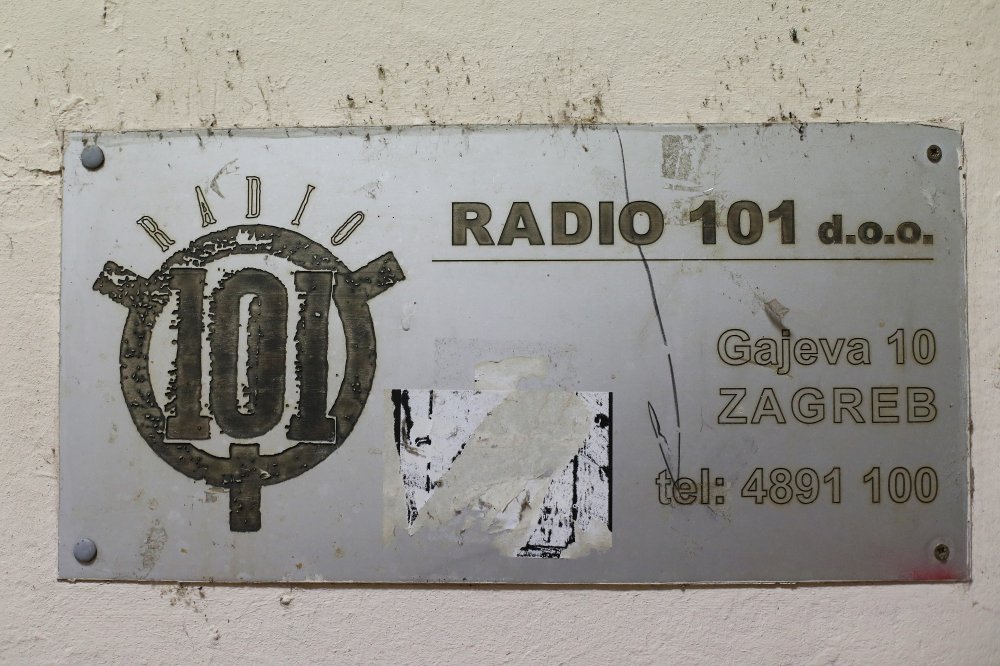 RADIO
101
RADIO 101 d.o.o.
Gajeva 10
ZAGREB
tel: 4891 100